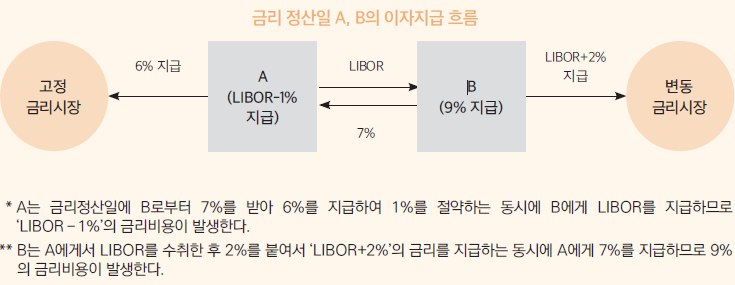 금리 정산일 A, B의 이자지급 흐름
고정
금리시장
6% 지급
A
(LIBOR-1%
지급)
LIBOR
7%
B
(9% 지급)
LIBOR+2%
지급
변동
금리시장
* A는 금리정산일에 B로부터 7%를 받아 6%를 지급하여 1%를 절약하는 동시에 B에게 LIBOR를 지급하므로
‘LIBOR – 1%’의 금리비용이 발생한다.
** B는 A에게서 LIBOR를 수취한 후 2%를 붙여서 ‘LIBOR+2%’의 금리를 지급하는 동시에 A에게 7%를 지급하므로 9%
의 금리비용이 발생한다.